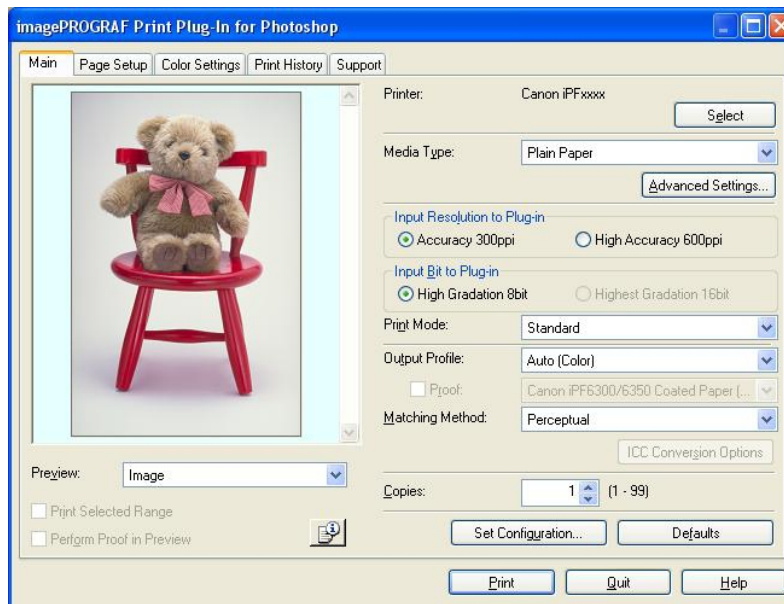 imagePROGRAF Print Plug-In for Photoshop
Main Page Setup Color Settings Print History Support
Printer: Canon iPFxxxx
Select
Media Type: Plain Paper
Advanced Settings...
Input Resolution to Plug-in
Accuracy 300ppi High Accuracy 600ppi
Input Bit to Plug-in
High Gradation 8bit Highest Gradation 16bit
Print Mode: Standard
Output Profile: Auto (Color)
Proof: Canon iPF6300/6350 Coated Paper (...
Matching Method: Perceptual
ICC Conversion Options
Preview: Image
Copies: 1 (1 - 99)
Print Selected Range
Perform Proof in Preview
Set Configuration... Defaults
Print Quit Help